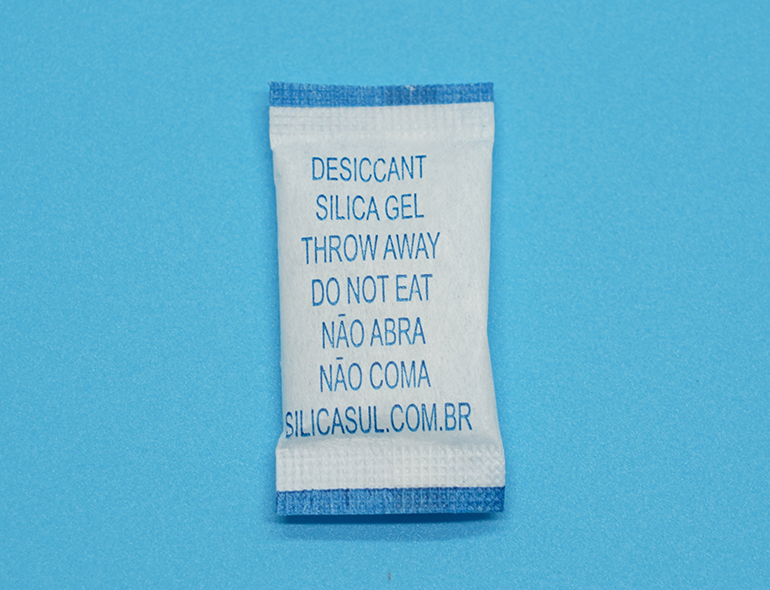 DESICCANT
SILICA GEL
THROW AWAY
DO NOT EAT
NÃO ABRA
NÃO COMA
SILICASUL.COM.BR